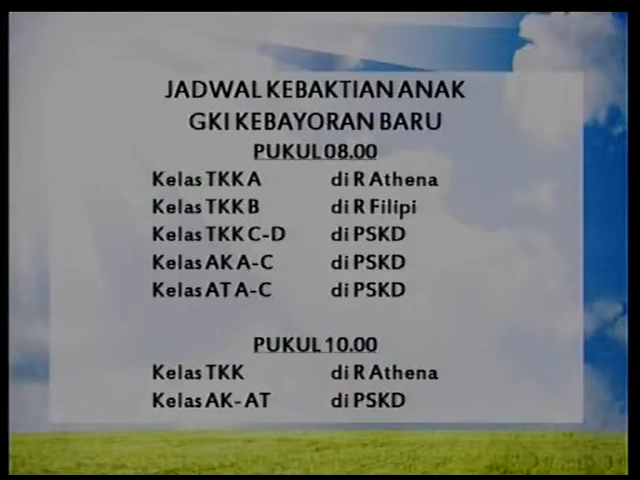 JADWAL KEBAKTIAN ANAK
GKI KEBAYORAN BARU
PUKUL 08.00
Kelas TKK A di R Athena
Kelas TKK B di R Filipi
Kelas TKK C-D di PSKD
Kelas AK A-C di PSKD
Kelas AT A-C di PSKD
PUKUL 10.00
Kelas TKK di R Athena
Kelas AK- AT di PSKD